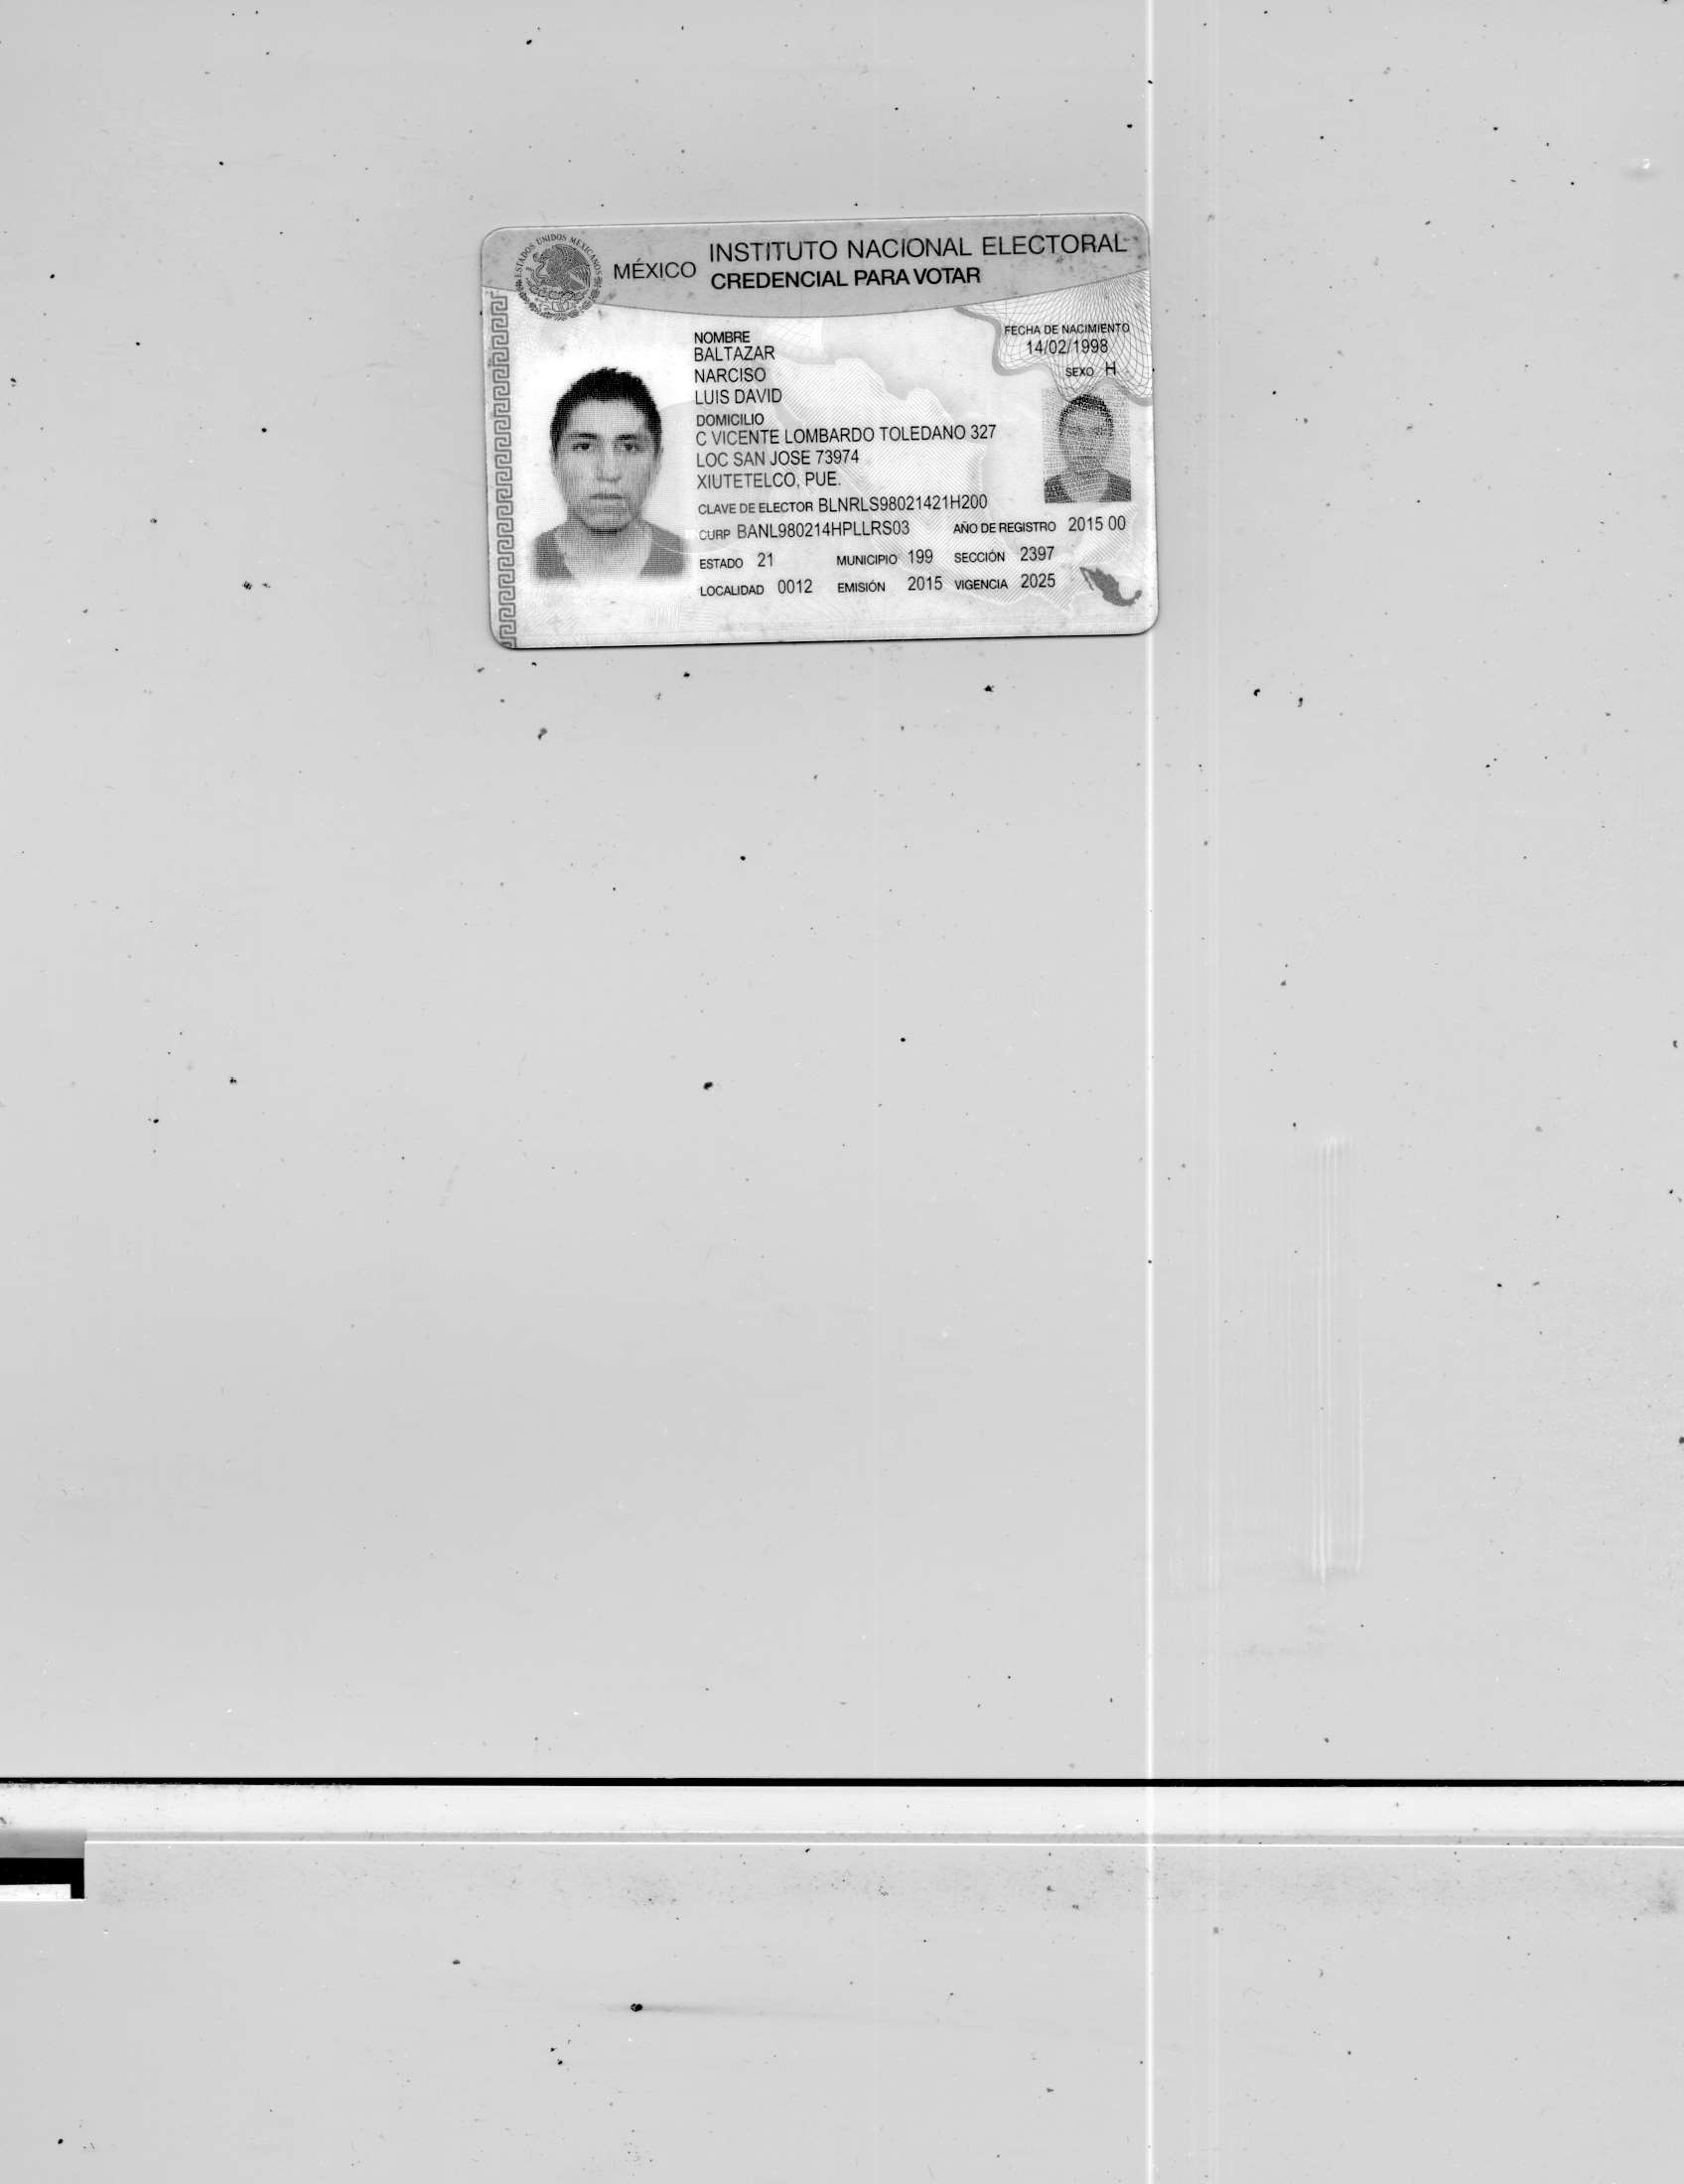 ESTADOS UNIDOS MEXICANOS
MÉXICO
INSTITUTO NACIONAL ELECTORAL
CREDENCIAL PARA VOTAR
NOMBRE
BALTAZAR
NARCISO
LUIS DAVID
FECHA DE NACIMIENTO
14/02/1998
SEXO H
DOMICILIO
C VICENTE LOMBARDO TOLEDANO 327
LOC SAN JOSE 73974
XIUTETELCO, PUE.
CLAVE DE ELECTOR BLNRLS98021421H200
CURP BANL980214HPLLRS03 AÑO DE REGISTRO 2015 00
ESTADO 21 MUNICIPIO 199 SECCIÓN 2397
LOCALIDAD 0012 EMISIÓN 2015 VIGENCIA 2025